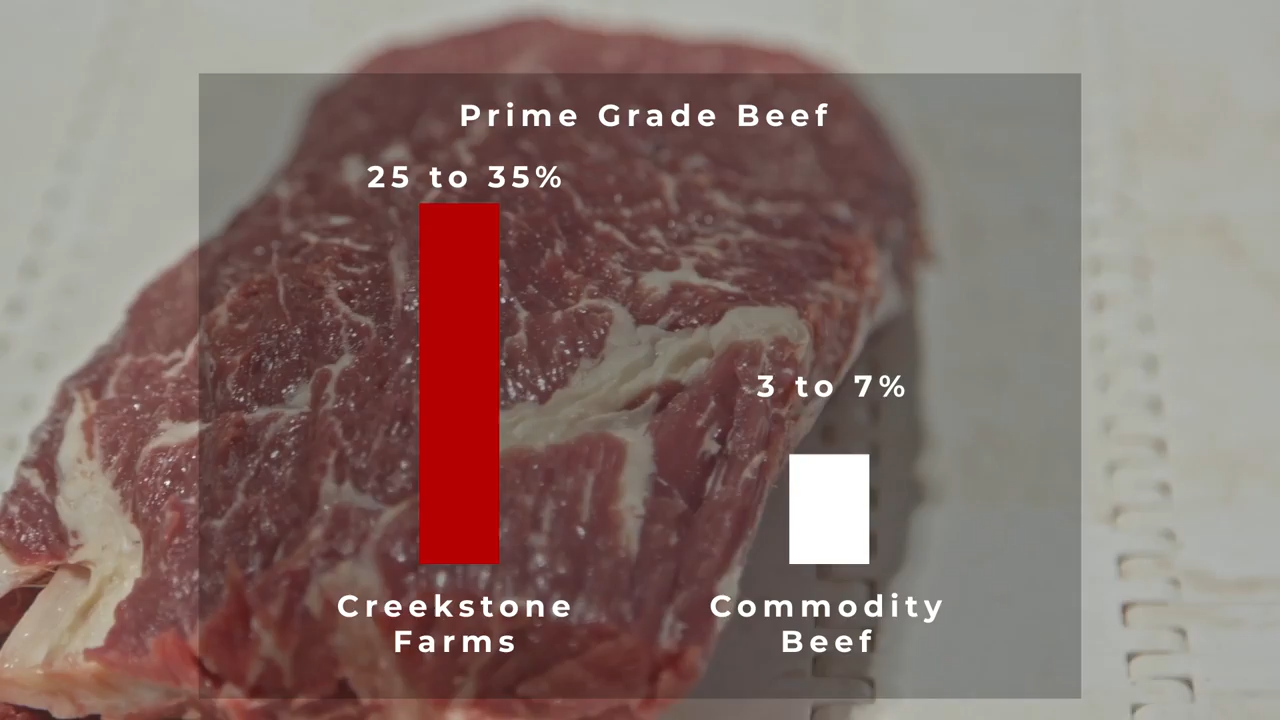 Prime Grade Beef
25 to 35%
3 to 7%
Creekstone
Farms
Commodity
Beef